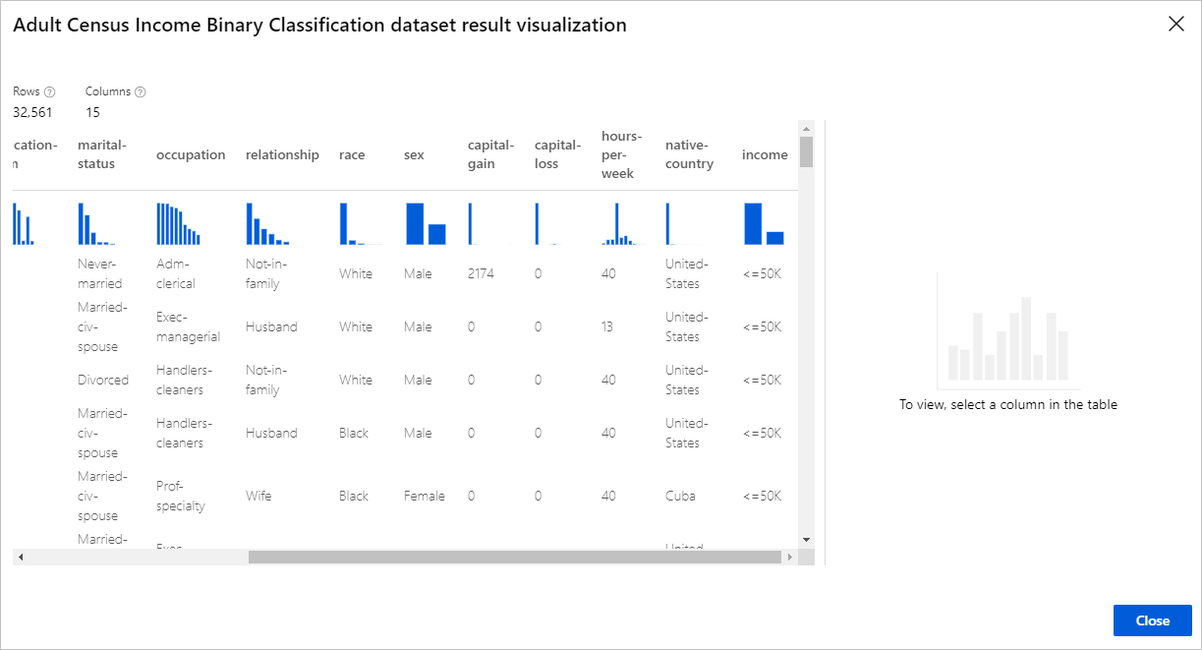 Adult Census Income Binary Classification dataset result visualization
Rows Columns
32,561 15
cation- marital-status occupation relationship race sex capital-gain capital-loss hours-per-week native-country income
Never-married Adm-clerical Not-in-family White Male 2174 0 40 United-States <=50K
Married-civ-spouse Exec-managerial Husband White Male 0 0 13 United-States <=50K
Divorced Handlers-cleaners Not-in-family White Male 0 0 40 United-States <=50K
Married-civ-spouse Handlers-cleaners Husband Black Male 0 0 40 United-States <=50K
Married-civ-spouse Prof-specialty Wife Black Female 0 0 40 Cuba <=50K
Married-
To view, select a column in the table
Close